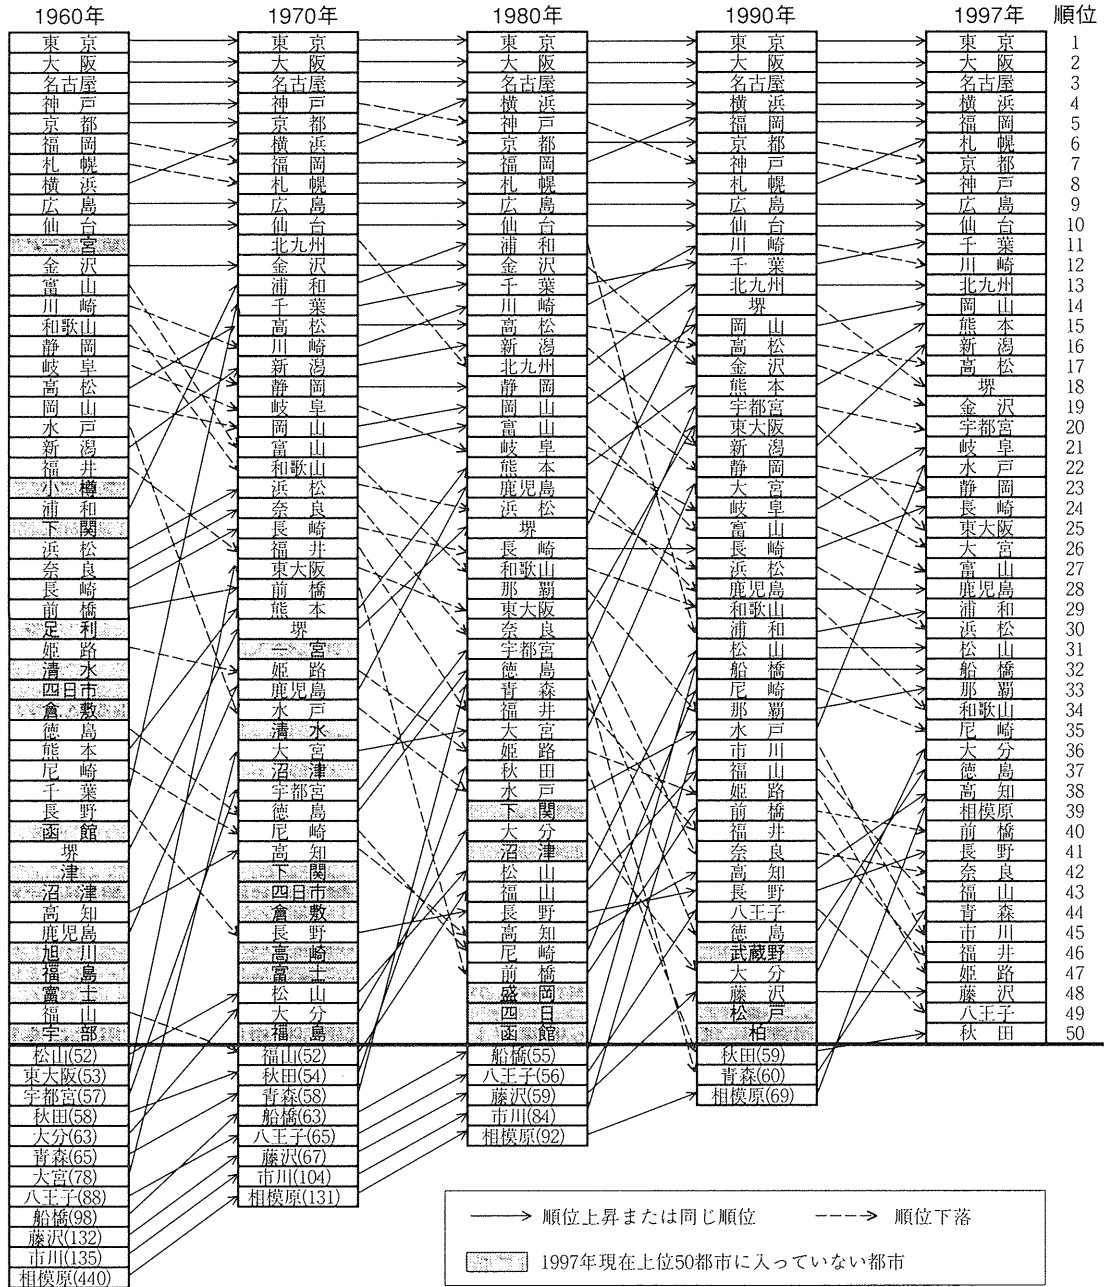 1960年
東京
大阪
名古屋
神戸
京都
福岡
札幌
横浜
広島
仙台
一宮
金沢
富山
川崎
和歌山
静岡
岐阜
高松
岡山
水戸
新潟
福井
小樽
浦和
下関
浜松
奈良
長崎
前橋
足利
姫路
清水
四日市
倉敷
徳島
熊本
尼崎
千葉
長野
函館
堺
津
沼津
高知
鹿児島
旭川
福島
富士
福山
宇部
松山(52)
東大阪(53)
宇都宮(57)
秋田(58)
大分(63)
青森(65)
大宮(78)
八王子(88)
船橋(98)
藤沢(132)
市川(135)
相模原(440)
1970年
東京
大阪
名古屋
神戸
京都
横浜
福岡
札幌
広島
仙台
北九州
金沢
浦和
千葉
高松
川崎
新潟
静岡
岐阜
岡山
富山
和歌山
浜松
奈良
長崎
福井
東大阪
前橋
熊本
堺
一宮
姫路
鹿児島
水戸
清水
大宮
沼津
宇都宮
徳島
尼崎
高知
下関
四日市
倉敷
長野
高崎
富士
松山
大分
福島
福山(52)
秋田(54)
青森(58)
船橋(63)
八王子(65)
藤沢(67)
市川(104)
相模原(131)
1980年
東京
大阪
名古屋
横浜
神戸
京都
福岡
札幌
広島
仙台
浦和
金沢
千葉
川崎
高松
新潟
北九州
静岡
岡山
富山
岐阜
熊本
鹿児島
浜松
堺
長崎
和歌山
那覇
東大阪
奈良
宇都宮
徳島
青森
福井
大宮
姫路
秋田
水戸
下関
大分
沼津
松山
福山
長野
高知
尼崎
前橋
盛岡
四日
函館
船橋(55)
八王子(56)
藤沢(59)
市川(84)
相模原(92)
1990年
東京
大阪
名古屋
横浜
福岡
京都
神戸
札幌
広島
仙台
川崎
千葉
北九州
堺
岡山
高松
金沢
熊本
宇都宮
東大阪
新潟
静岡
大宮
岐阜
富山
長崎
浜松
鹿児島
和歌山
浦和
松山
船橋
尼崎
那覇
水戸
市川
福山
姫路
前橋
福井
奈良
高知
長野
八王子
徳島
武蔵野
大分
藤沢
松戸
柏
秋田(59)
青森(60)
相模原(69)
1997年
東京
大阪
名古屋
横浜
福岡
札幌
京都
神戸
広島
仙台
千葉
川崎
北九州
岡山
熊本
新潟
高松
堺
金沢
宇都宮
岐阜
水戸
静岡
長崎
東大阪
大宮
富山
鹿児島
浦和
浜松
松山
船橋
那覇
和歌山
尼崎
大分
徳島
高知
相模原
前橋
長野
奈良
福山
青森
市川
福井
姫路
藤沢
八王子
秋田
順位
1
2
3
4
5
6
7
8
9
10
11
12
13
14
15
16
17
18
19
20
21
22
23
24
25
26
27
28
29
30
31
32
33
34
35
36
37
38
39
40
41
42
43
44
45
46
47
48
49
50
順位上昇または同じ順位
順位下落
1997年現在上位50都市に入っていない都市